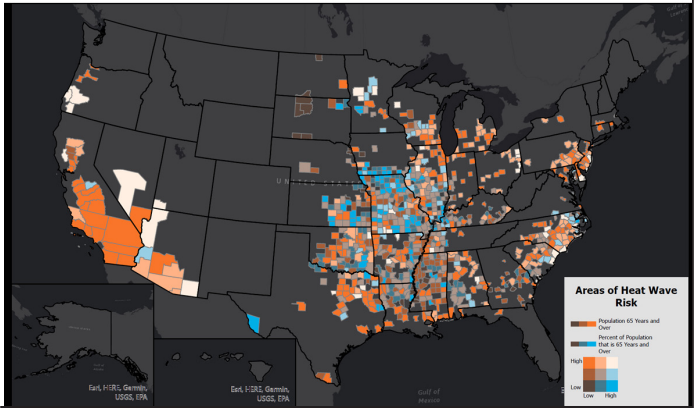 UNITED STA
Areas of Heat Wave
Risk
Population 65 Years and
Over
Percent of Population
that is 65 Years and
Over
High
Low
Low
High
Esri, HERE, Garmin,
USGS, EPA
Esri, HERE, Garmin,
USGS, EPA
Gulf of
Mexico